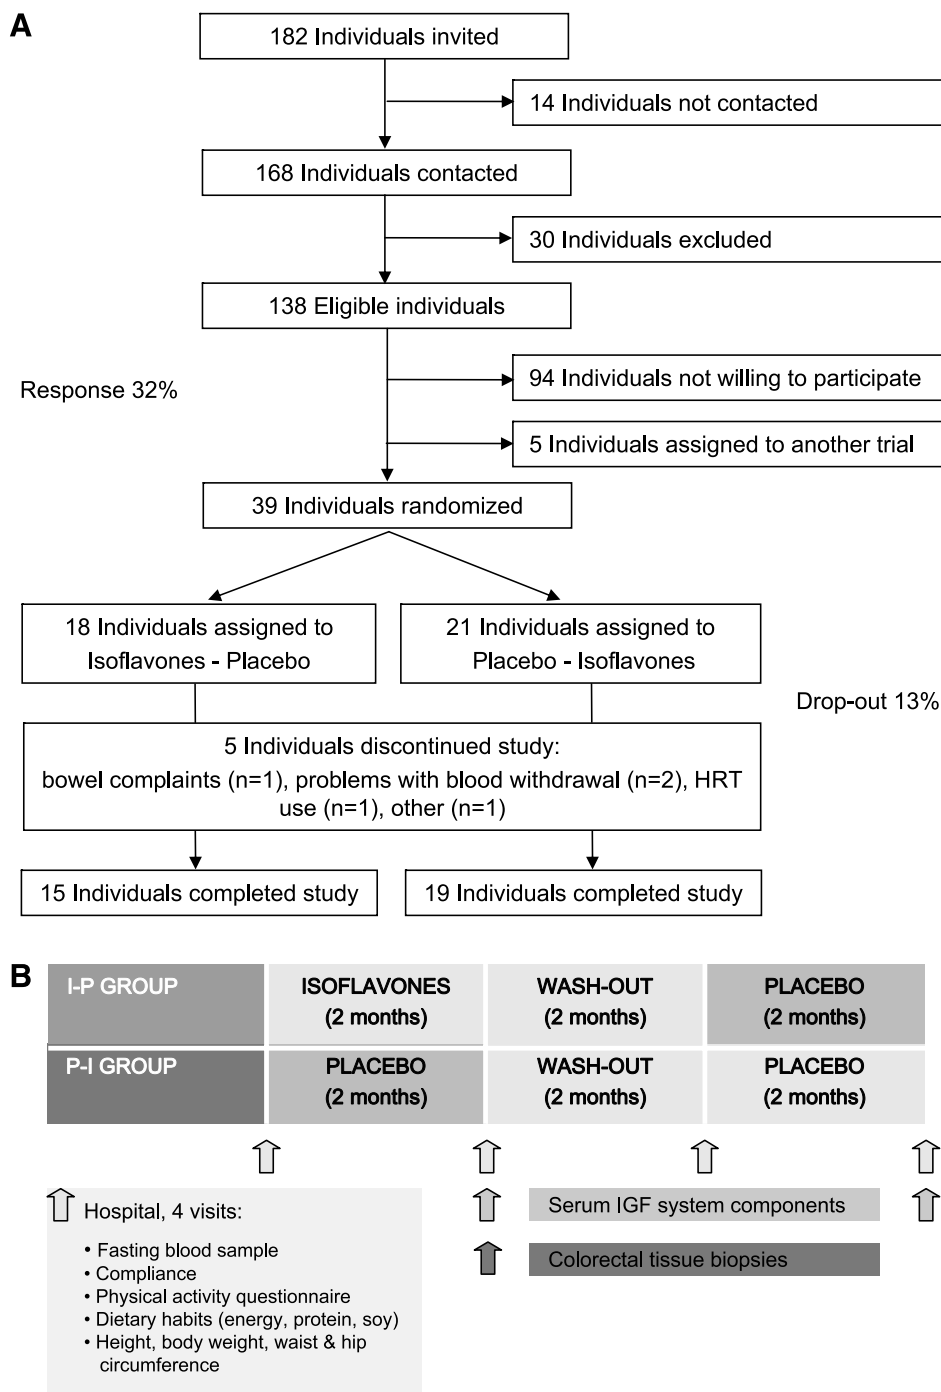 A
182 Individuals invited
14 Individuals not contacted
168 Individuals contacted
30 Individuals excluded
138 Eligible individuals
Response 32%
94 Individuals not willing to participate
5 Individuals assigned to another trial
39 Individuals randomized
18 Individuals assigned to
Isoflavones - Placebo
21 Individuals assigned to
Placebo - Isoflavones
Drop-out 13%
5 Individuals discontinued study:
bowel complaints (n=1), problems with blood withdrawal (n=2), HRT
use (n=1), other (n=1)
15 Individuals completed study
19 Individuals completed study
B
I-P GROUP
ISOFLAVONES
(2 months)
WASH-OUT
(2 months)
PLACEBO
(2 months)
P-I GROUP
PLACEBO
(2 months)
WASH-OUT
(2 months)
PLACEBO
(2 months)
Hospital, 4 visits:
• Fasting blood sample
• Compliance
• Physical activity questionnaire
• Dietary habits (energy, protein, soy)
• Height, body weight, waist & hip
circumference
Serum IGF system components
Colorectal tissue biopsies